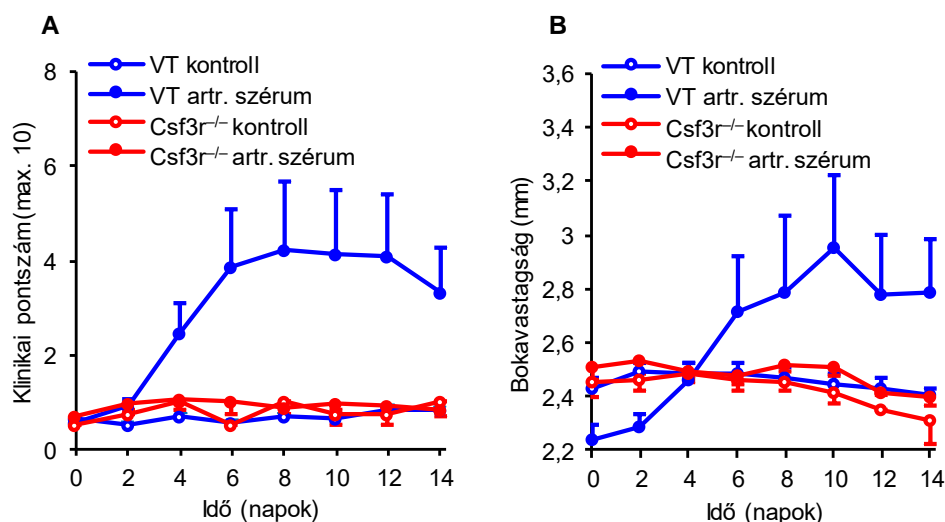 A
VT kontroll
VT artr. szérum
Csf3r–/– kontroll
Csf3r–/– artr. szérum
Klinikai pontszám (max. 10)
8
6
4
2
0
0 2 4 6 8 10 12 14
Idő (napok)
B
VT kontroll
VT artr. szérum
Csf3r–/– kontroll
Csf3r–/– artr. szérum
Bokavastagság (mm)
3,6
3,4
3,2
3
2,8
2,6
2,4
2,2
0 2 4 6 8 10 12 14
Idő (napok)